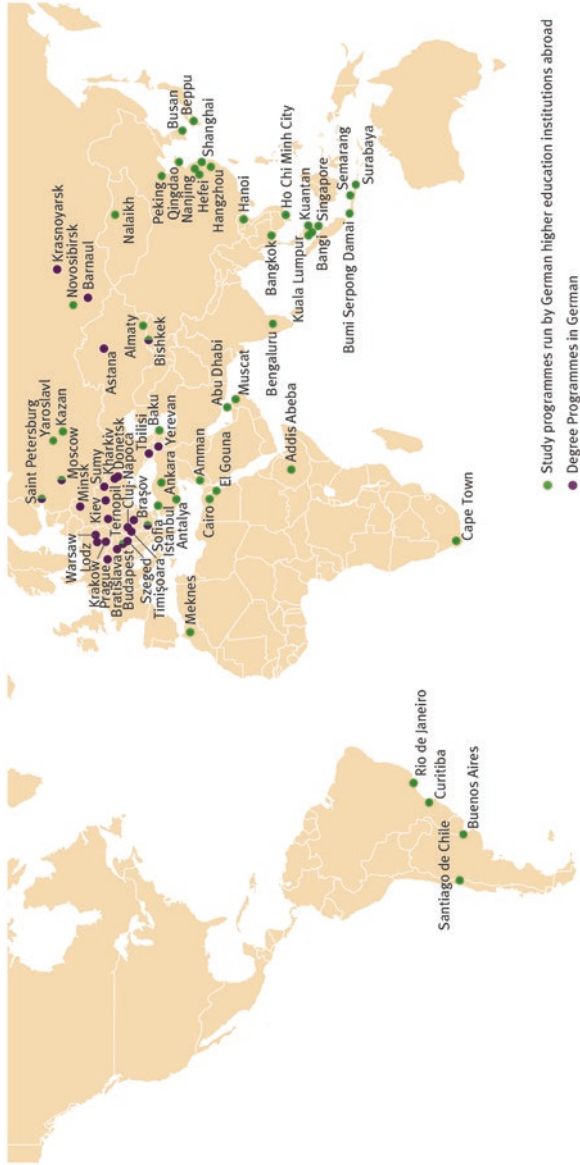 Saint Petersburg
Yaroslavl
Kazan
Moscow
Minsk
Krasnoyarsk
Novosibirsk
Barnaul
Warsaw
Lodz
Krakow
Prague
Bratislava
Budapest
Szeged
Timişoara
Kiev
Sumy
Kharkiv
Ternopil
Donetsk
Cluj-Napoca
Braşov
Tbilisi
Baku
Yerevan
Sofia
Istanbul
Ankara
Antalya
Astana
Almaty
Bishkek
Nalaikh
Peking
Qingdao
Nanjing
Hefei
Hangzhou
Shanghai
Busan
Beppu
Meknes
Cairo
El Gouna
Amman
Abu Dhabi
Muscat
Addis Abeba
Bengaluru
Hanoi
Bangkok
Ho Chi Minh City
Kuala Lumpur
Kuantan
Bangi
Singapore
Bumi Serpong Damai
Semarang
Surabaya
Cape Town
Rio de Janeiro
Curitiba
Buenos Aires
Santiago de Chile
Study programmes run by German higher education institutions abroad
Degree Programmes in German